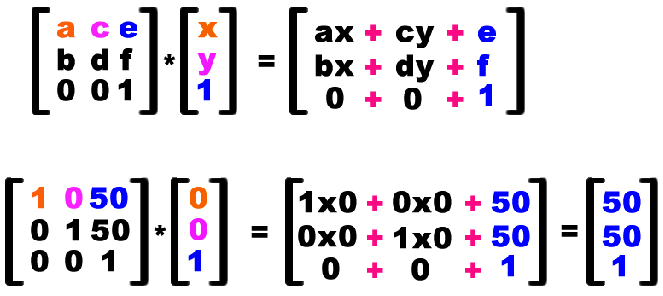 a c e x ax + cy + e
b d f * y = bx + dy + f
0 0 1 1 0 + 0 + 1
1 0 50 0 1x0 + 0x0 + 50 50
0 1 50 * 0 = 0x0 + 1x0 + 50 = 50
0 0 1 1 0 + 0 + 1 1